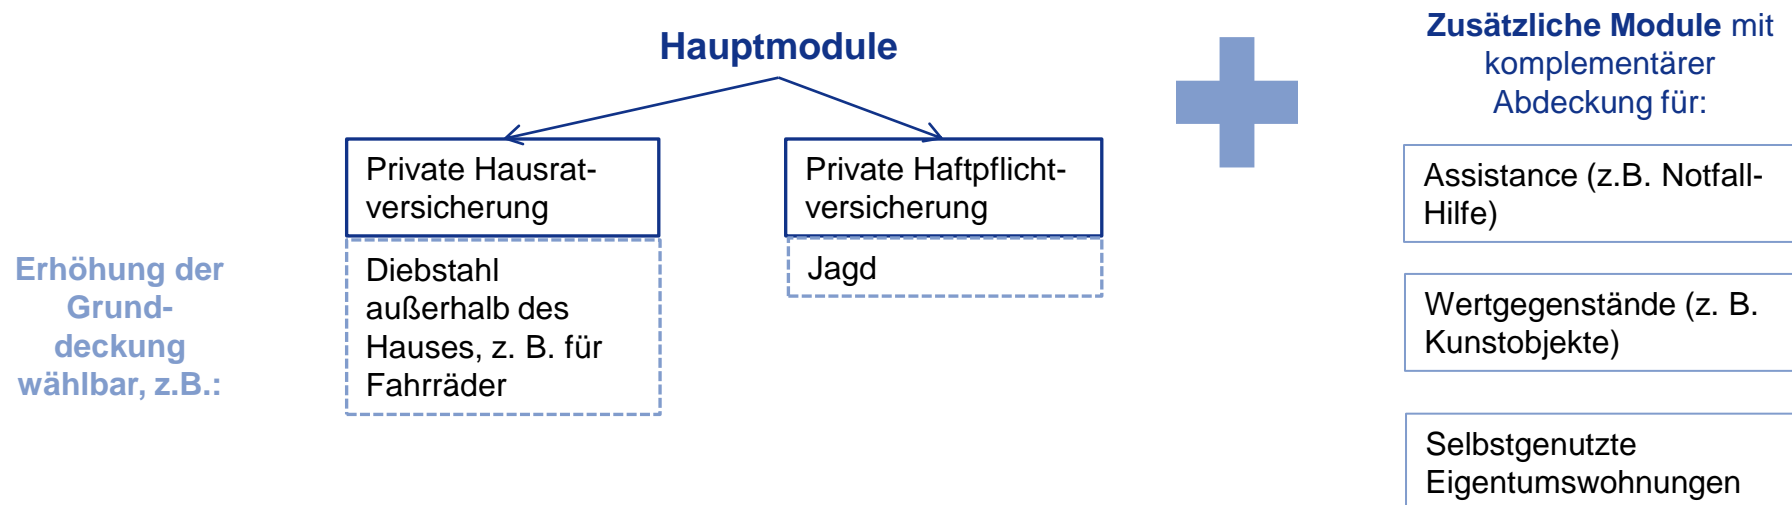 Hauptmodule
Private Hausrat-
versicherung
Private Haftpflicht-
versicherung
Erhöhung der
Grund-
deckung
wählbar, z.B.:
Diebstahl
außerhalb des
Hauses, z. B. für
Fahrräder
Jagd
Zusätzliche Module mit
komplementärer
Abdeckung für:
Assistance (z.B. Notfall-
Hilfe)
Wertgegenstände (z. B.
Kunstobjekte)
Selbstgenutzte
Eigentumswohnungen